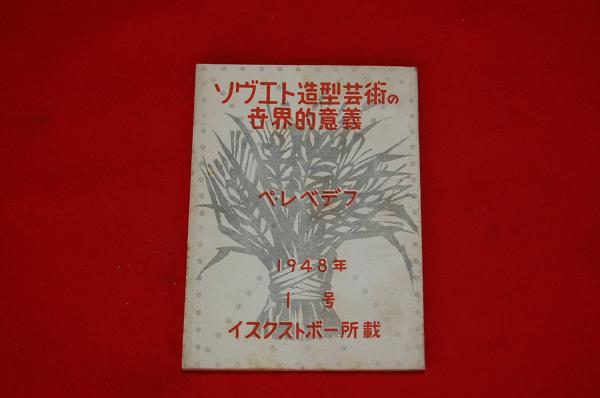 ソヴエト造型芸術の
世界的意義
ペ・レベデフ
1948年
1 号
イスクストボー所載